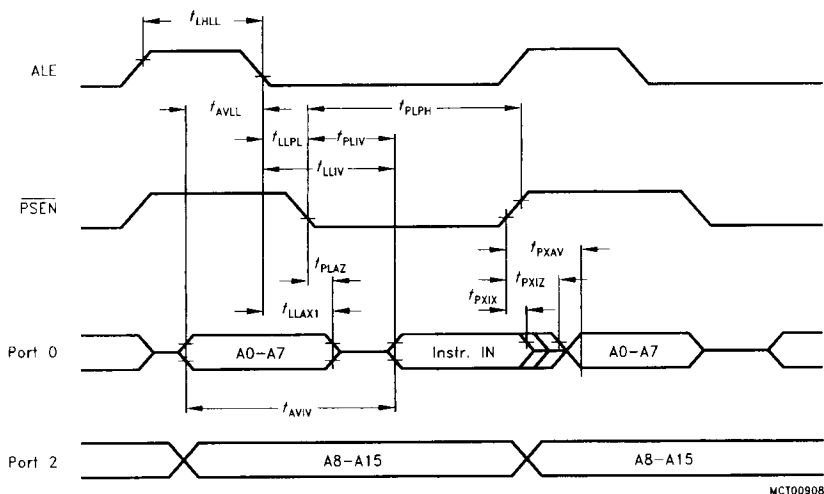 tLHLL
ALE
tAVLL
tPLPH
tLLPL
tPLIV
tLLIV
PSEN
tPXAV
tPLAZ
tPXIZ
tPXIX
tLLAX1
Port 0
A0-A7
Instr. IN
A0-A7
tAVIV
Port 2
A8-A15
A8-A15
MCT00908